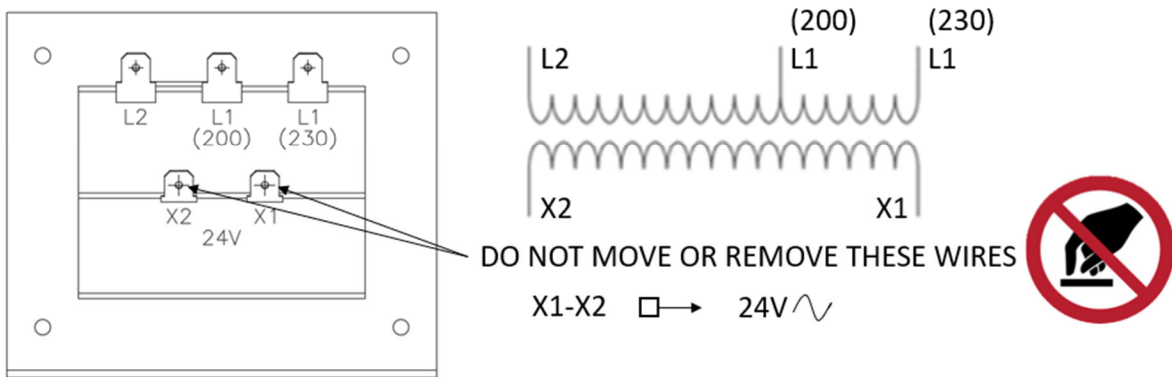 L2 L1 L1
(200) (230)
X2 X1
24V
(200) (230)
L2 L1 L1
X2 X1
DO NOT MOVE OR REMOVE THESE WIRES
X1-X2 24V